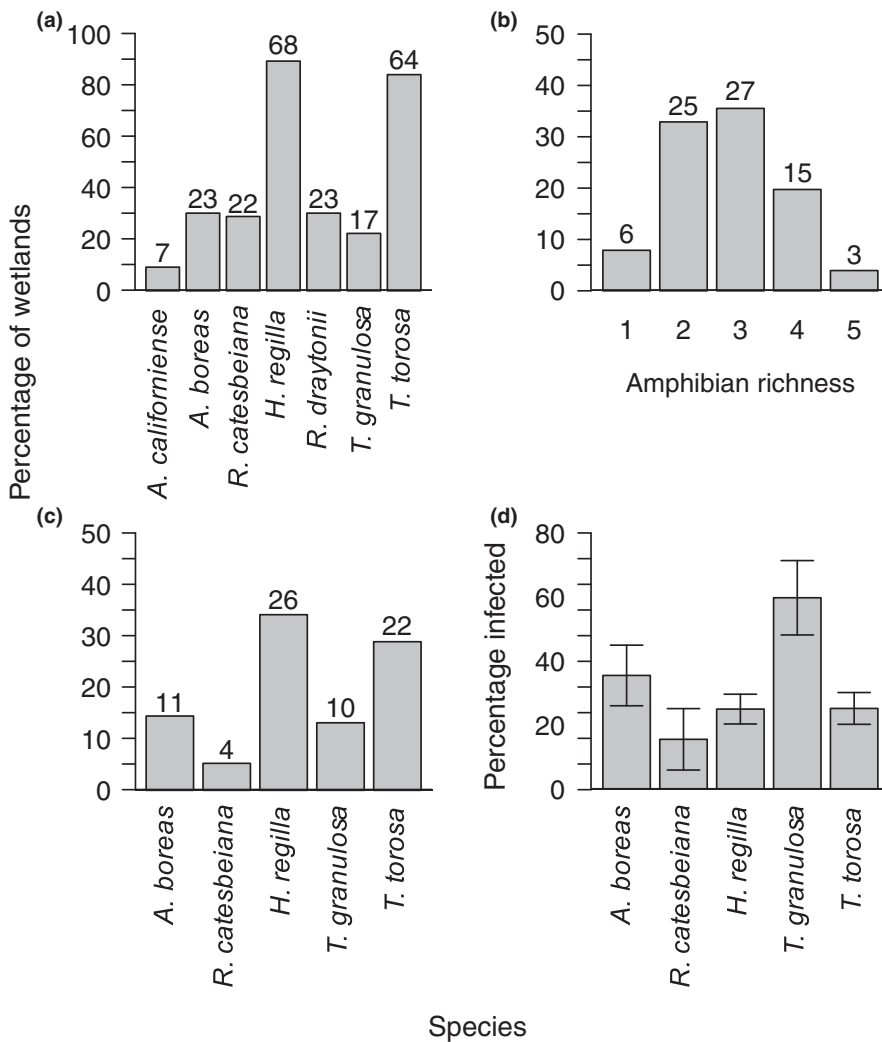 (a)
Percentage of wetlands
100
80
60
40
20
0
7
23
22
68
23
17
64
A. californiense
A. boreas
R. catesbeiana
H. regilla
R. draytonii
T. granulosa
T. torosa
(b)
50
40
30
20
10
0
6
25
27
15
3
1 2 3 4 5
Amphibian richness
(c)
50
40
30
20
10
0
11
4
26
10
22
A. boreas
R. catesbeiana
H. regilla
T. granulosa
T. torosa
(d)
Percentage infected
80
60
40
20
0
A. boreas
R. catesbeiana
H. regilla
T. granulosa
T. torosa
Species